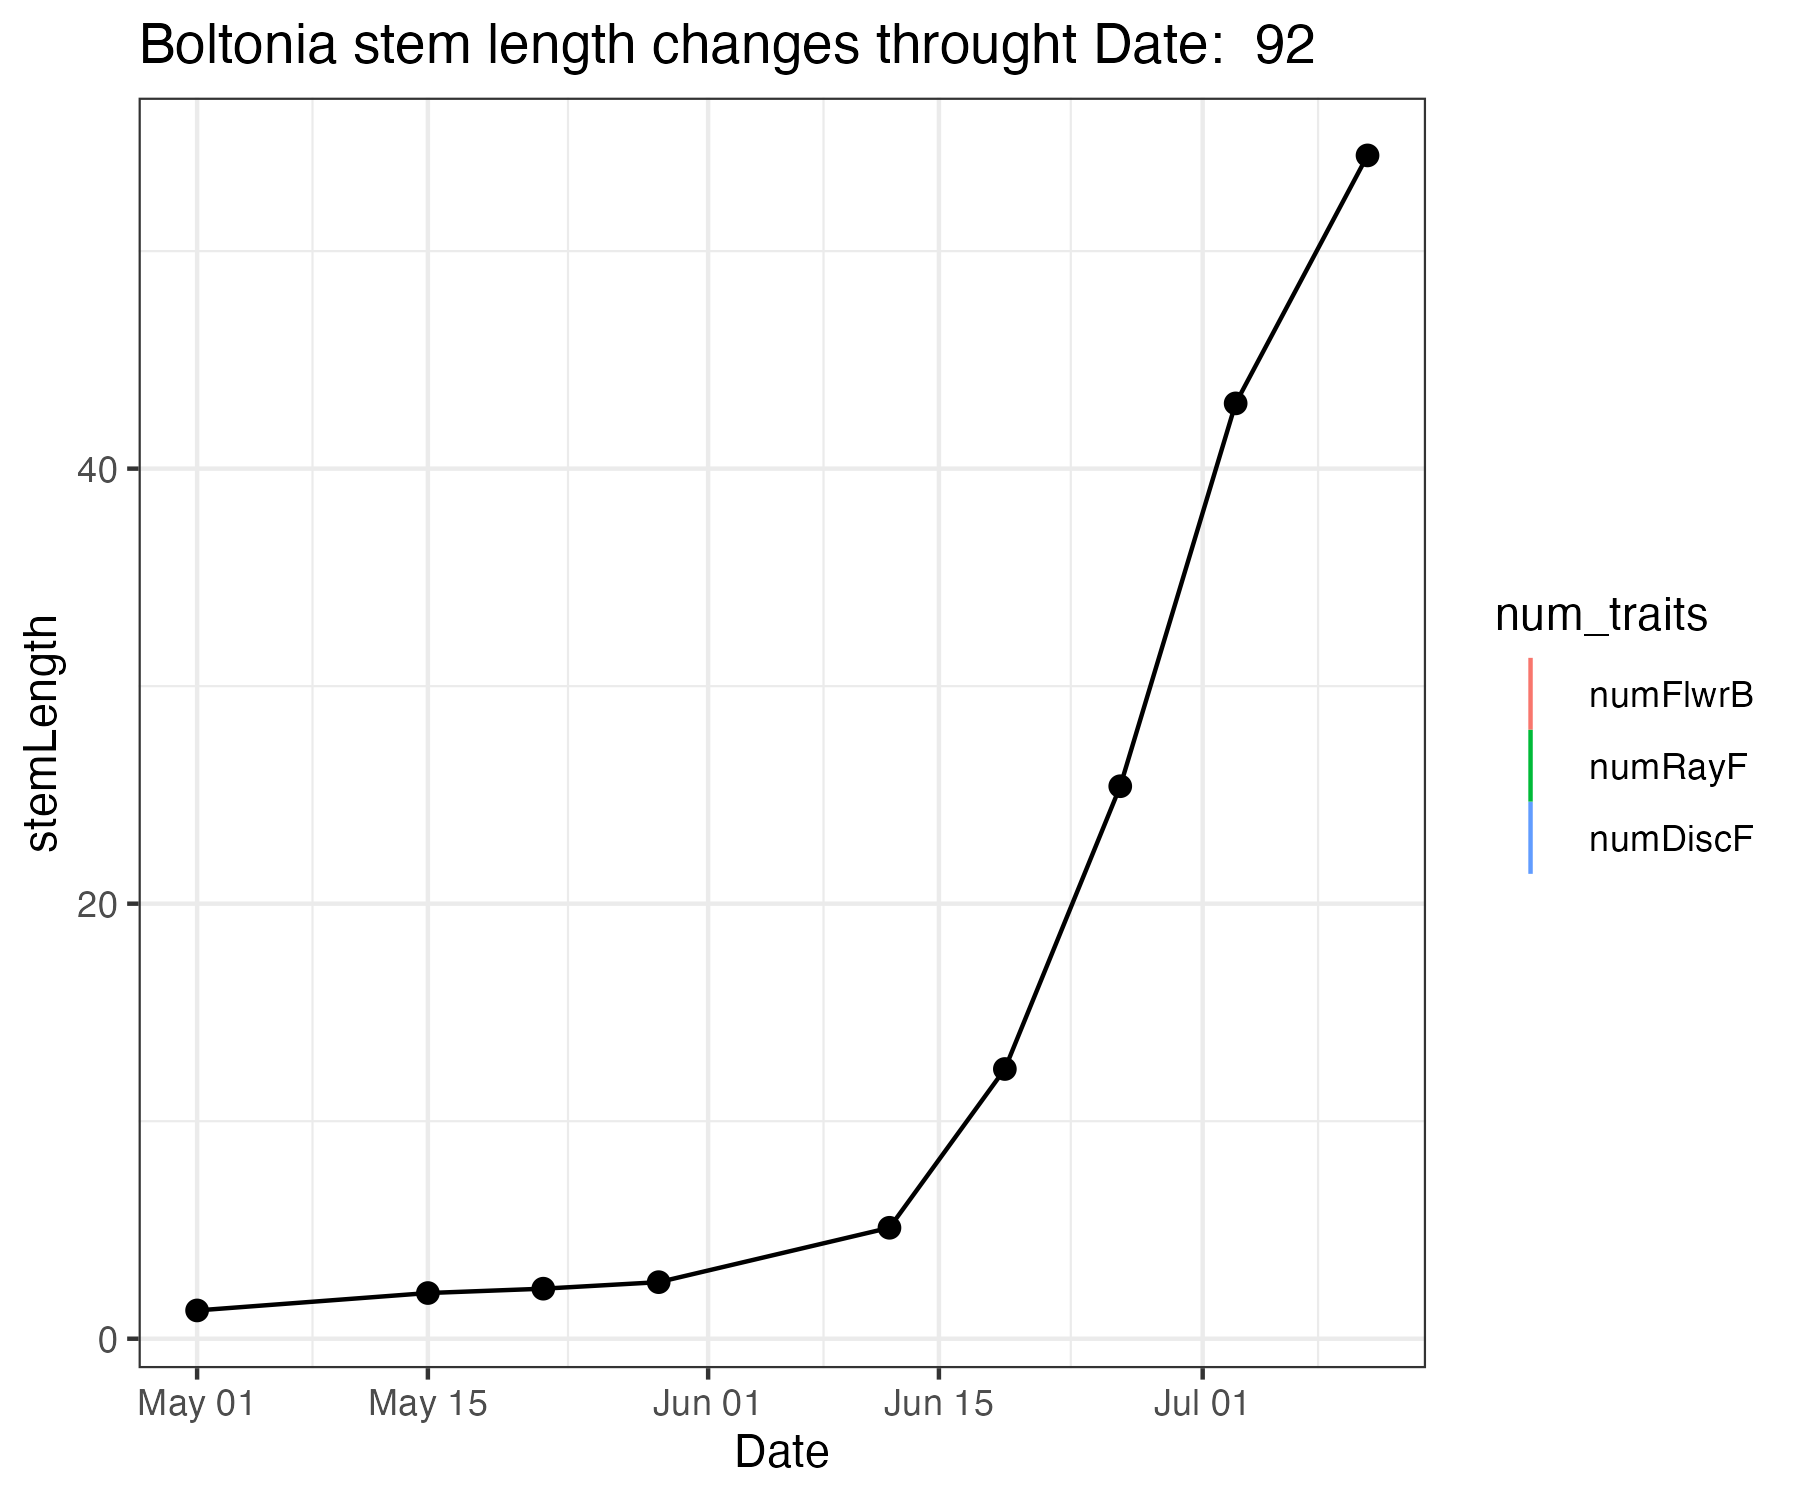 Boltonia stem length changes throught Date:  92
stemLength
40
20
0
May 01
May 15
Jun 01
Jun 15
Jul 01
Date
num_traits
numFlwrB
numRayF
numDiscF